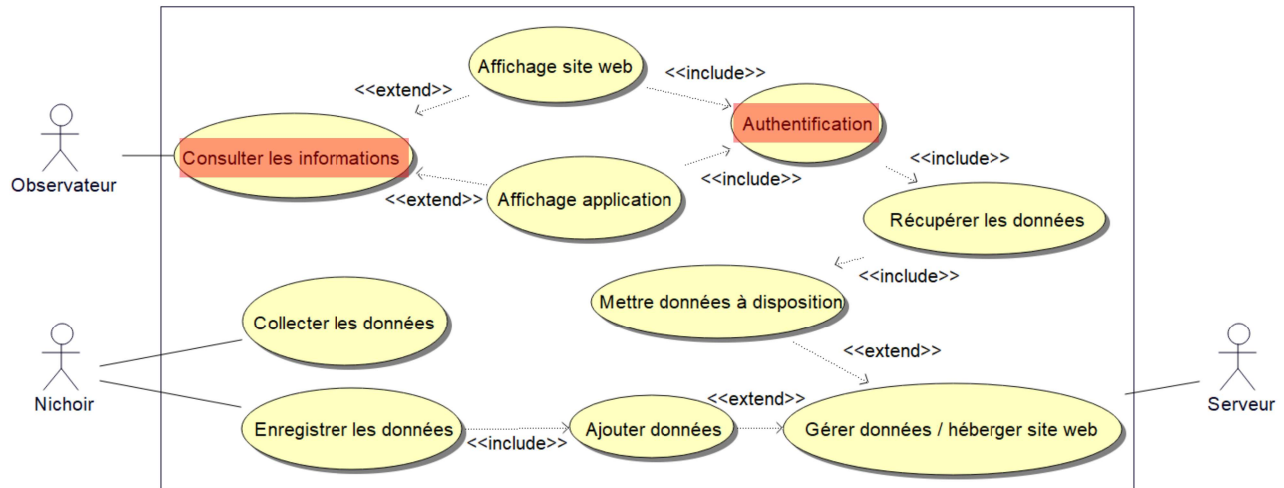 Affichage site web
<<include>>
<<extend>>
Authentification
Consulter les informations
Observateur
<<include>>
<<include>>
<<extend>>
Affichage application
Récupérer les données
<<include>>
Mettre données à disposition
Collecter les données
<<extend>>
Nichoir
Serveur
<<extend>>
Enregistrer les données
<<include>>
Ajouter données
Gérer données / héberger site web